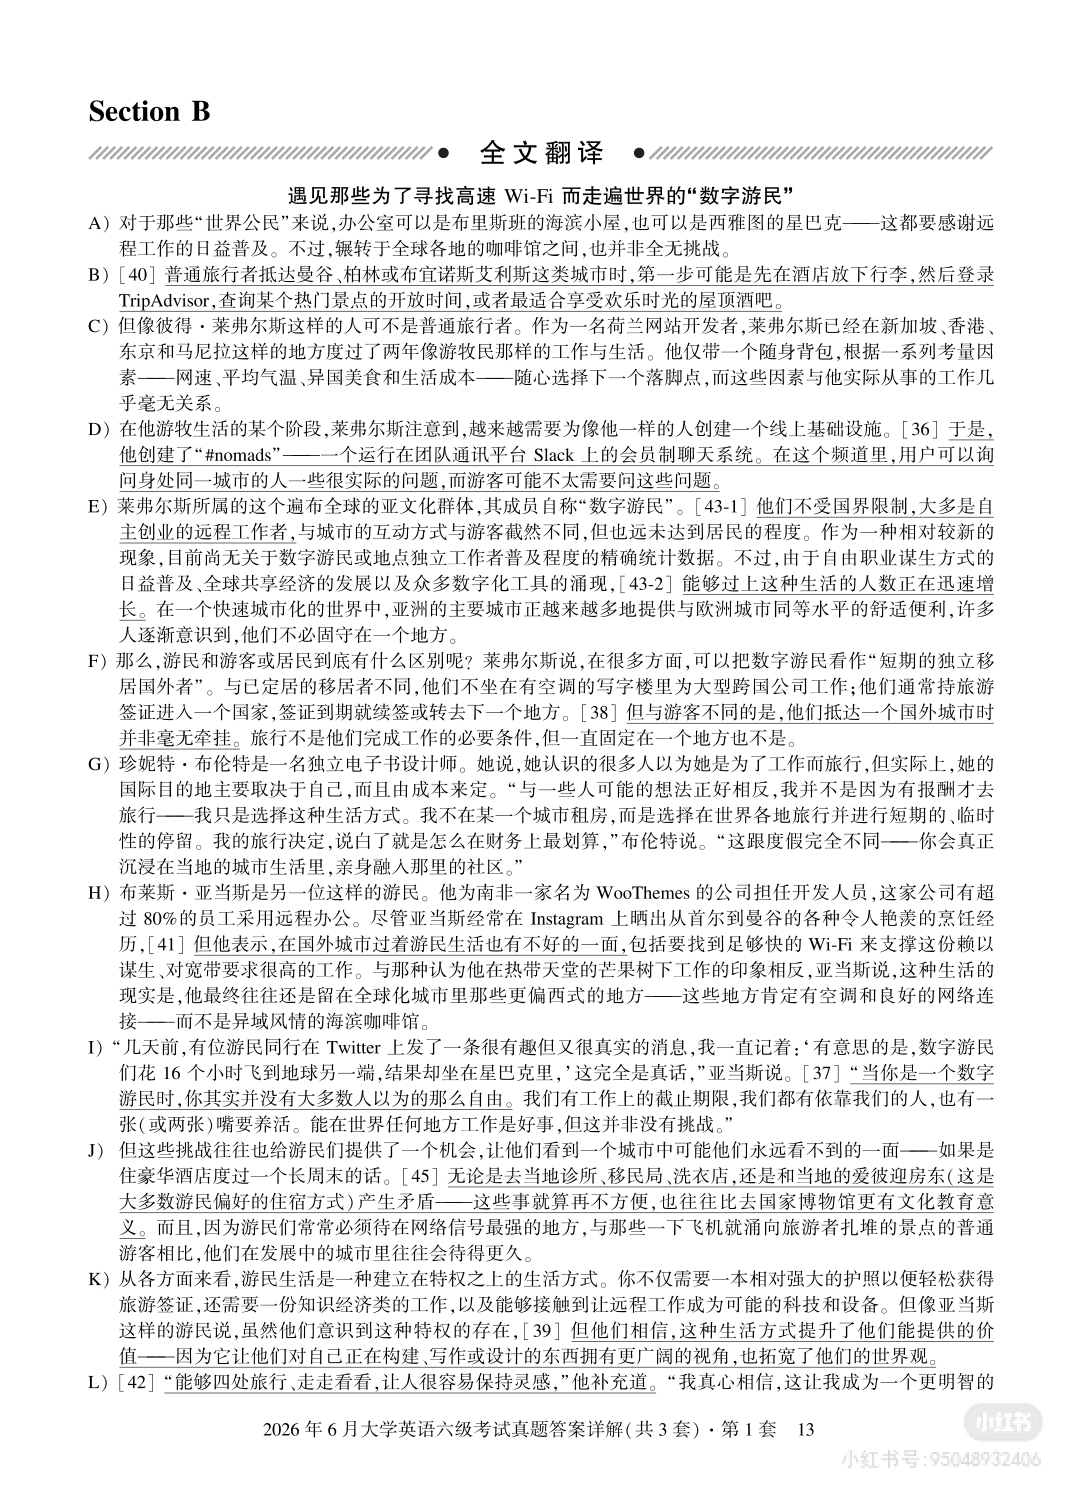 Section B
全文翻译
遇见那些为了寻找高速 Wi-Fi 而走遍世界的“数字游民”
A) 对于那些“世界公民”来说,办公室可以是布里斯班的海滨小屋,也可以是西雅图的星巴克——这都要感谢远
程工作的日益普及。不过,辗转于全球各地的咖啡馆之间,也并非全无挑战。
B) [40] 普通旅行者抵达曼谷、柏林或布宜诺斯艾利斯这类城市时,第一步可能是先在酒店放下行李,然后登录
TripAdvisor,查询某个热门景点的开放时间,或者最适合享受欢乐时光的屋顶酒吧。
C) 但像彼得·莱弗尔斯这样的人可不是普通旅行者。作为一名荷兰网站开发者,莱弗尔斯已经在新加坡、香港、
东京和马尼拉这样的地方度过了两年像游牧民那样的工作与生活。他仅带一个随身背包,根据一系列考量因
素——网速、平均气温、异国美食和生活成本——随心选择下一个落脚点,而这些因素与他实际从事的工作几
乎毫无关系。
D) 在他游牧生活的某个阶段,莱弗尔斯注意到,越来越需要为像他一样的人创建一个线上基础设施。[36] 于是,
他创建了“#nomads”——一个运行在团队通讯平台 Slack 上的会员制聊天系统。在这个频道里,用户可以询
问身处同一城市的人一些很实际的问题,而游客可能不太需要问这些问题。
E) 莱弗尔斯所属的这个遍布全球的亚文化群体,其成员自称“数字游民”。[43-1] 他们不受国界限制,大多是自
主创业的远程工作者,与城市的互动方式与游客截然不同,但也远未达到居民的程度。作为一种相对较新的
现象,目前尚无关于数字游民或地点独立工作者普及程度的精确统计数据。不过,由于自由职业谋生方式的
日益普及、全球共享经济的发展以及众多数字化工具的涌现,[43-2] 能够过上这种生活的人数正在迅速增
长。在一个快速城市化的世界中,亚洲的主要城市正越来越多地提供与欧洲城市同等水平的舒适便利,许多
人逐渐意识到,他们不必固守在一个地方。
F) 那么,游民和游客或居民到底有什么区别呢? 莱弗尔斯说,在很多方面,可以把数字游民看作“短期的独立移
居国外者”。与已定居的移居者不同,他们不坐在有空调的写字楼里为大型跨国公司工作;他们通常持旅游
签证进入一个国家,签证到期就续签或转去下一个地方。[38] 但与游客不同的是,他们抵达一个国外城市时
并非毫无牵挂。旅行不是他们完成工作的必要条件,但一直固定在一个地方也不是。
G) 珍妮特·布伦特是一名独立电子书设计师。她说,她认识的很多人以为她是为了工作而旅行,但实际上,她的
国际目的地主要取决于自己,而且由成本来定。“与一些人可能的想法正好相反,我并不是因为有报酬才去
旅行——我只是选择这种生活方式。我不在某一个城市租房,而是选择在世界各地旅行并进行短期的、临时
性的停留。我的旅行决定,说白了就是怎么在财务上最划算,”布伦特说。“这跟度假完全不同——你会真正
沉浸在当地的城市生活里,亲身融入那里的社区。”
H) 布莱斯·亚当斯是另一位这样的游民。他为南非一家名为 WooThemes 的公司担任开发人员,这家公司有超
过 80%的员工采用远程办公。尽管亚当斯经常在 Instagram 上晒出从首尔到曼谷的各种令人艳羡的烹饪经
历,[41] 但他表示,在国外城市过着游民生活也有不好的一面,包括要找到足够快的 Wi-Fi 来支撑这份赖以
谋生、对宽带要求很高的工作。与那种认为他在热带天堂的芒果树下工作的印象相反,亚当斯说,这种生活的
现实是,他最终往往还是留在全球化城市里那些更偏西式的地方——这些地方肯定有空调和良好的网络连
接——而不是异域风情的海滨咖啡馆。
I) “几天前,有位游民同行在 Twitter 上发了一条很有趣但又很真实的消息,我一直记着:‘有意思的是,数字游民
们花 16 个小时飞到地球另一端,结果却坐在星巴克里,’这完全是真话,”亚当斯说。[37] “当你是一个数字
游民时,你其实并没有大多数人以为的那么自由。我们有工作上的截止期限,我们都有依靠我们的人,也有一
张(或两张)嘴要养活。能在世界任何地方工作是好事,但这并非没有挑战。”
J) 但这些挑战往往也给游民们提供了一个机会,让他们看到一个城市中可能他们永远看不到的一面——如果是
住豪华酒店度过一个长周末的话。[45] 无论是去当地诊所、移民局、洗衣店,还是和当地的爱彼迎房东(这是
大多数游民偏好的住宿方式)产生矛盾——这些事就算再不方便,也往往比去国家博物馆更有文化教育意
义。而且,因为游民们常常必须待在网络信号最强的地方,与那些一下飞机就涌向旅游者扎堆的景点的普通
游客相比,他们在发展中的城市里往往会待得更久。
K) 从各方面来看,游民生活是一种建立在特权之上的生活方式。你不仅需要一本相对强大的护照以便轻松获得
旅游签证,还需要一份知识经济类的工作,以及能够接触到让远程工作成为可能的科技和设备。但像亚当斯
这样的游民说,虽然他们意识到这种特权的存在,[39] 但他们相信,这种生活方式提升了他们能提供的价
值——因为它让他们对自己正在构建、写作或设计的东西拥有更广阔的视角,也拓宽了他们的世界观。
L) [42] “能够四处旅行、走走看看,让人很容易保持灵感,”他补充道。“我真心相信,这让我成为一个更明智的
2026 年 6 月大学英语六级考试真题答案详解(共 3 套)·第 1 套 13
小红书
小红书号:95048932406